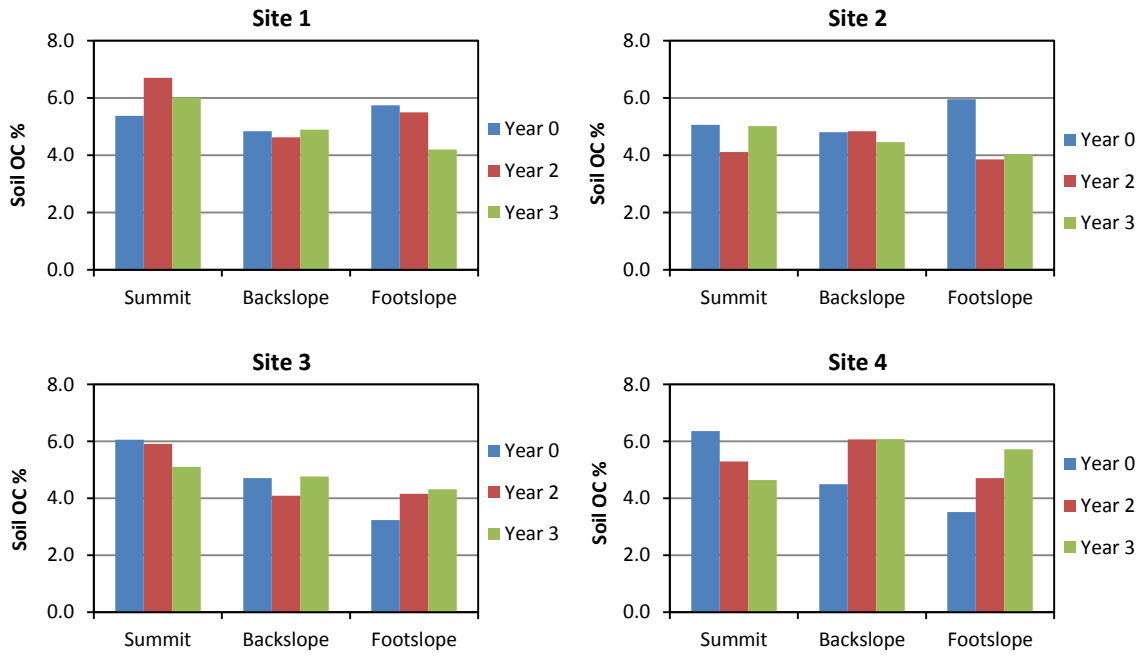 Site 1
8.0
6.0
4.0
2.0
0.0
Soil OC %
Summit Backslope Footslope
Year 0
Year 2
Year 3
Site 2
8.0
6.0
4.0
2.0
0.0
Soil OC %
Summit Backslope Footslope
Year 0
Year 2
Year 3
Site 3
8.0
6.0
4.0
2.0
0.0
Soil OC %
Summit Backslope Footslope
Year 0
Year 2
Year 3
Site 4
8.0
6.0
4.0
2.0
0.0
Soil OC %
Summit Backslope Footslope
Year 0
Year 2
Year 3